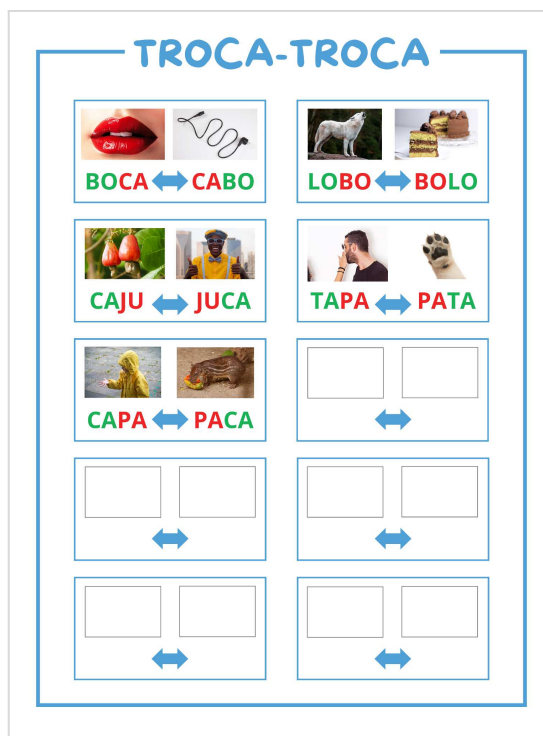 TROCA-TROCA
BOCA CABO
LOBO BOLO
CAJU JUCA
TAPA PATA
CAPA PACA